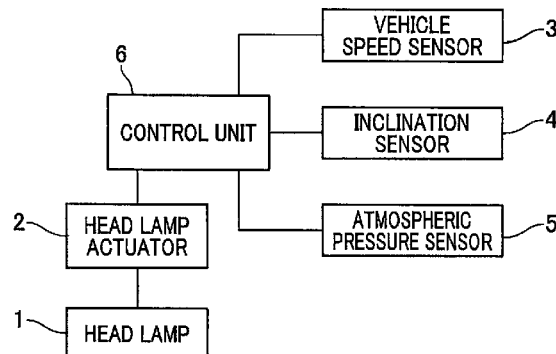 VEHICLE
SPEED SENSOR
3
6
CONTROL UNIT
INCLINATION
SENSOR
4
2
HEAD LAMP
ACTUATOR
ATMOSPHERIC
PRESSURE SENSOR
5
1
HEAD LAMP